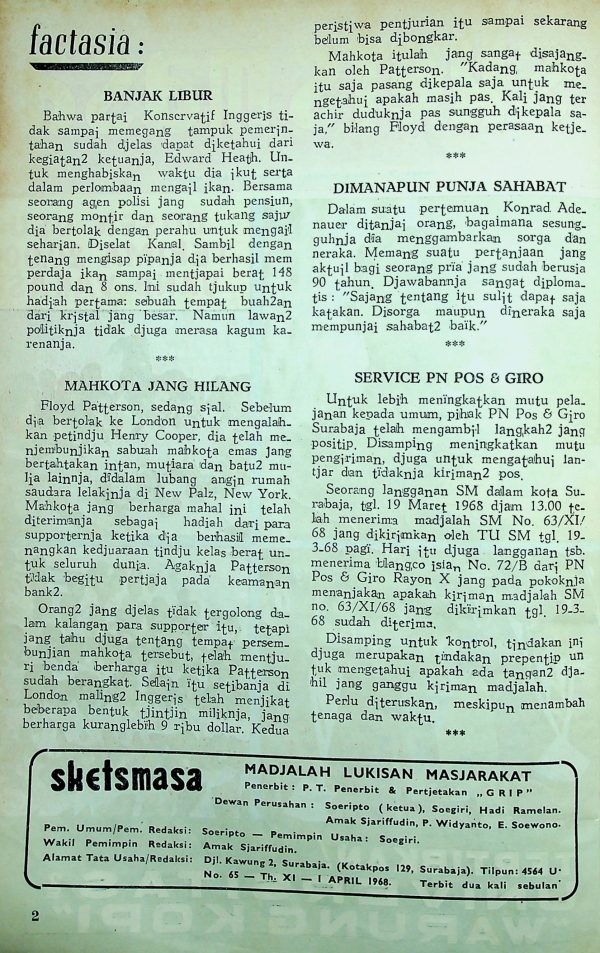 factasia :
BANJAK LIBUR
Bahwa partai Konservatif Inggeris ti-
dak sampai memegang tampuk pemerin-
tahan sudah djelas dapat diketahui dari
kegiatan2 ketuanja, Edward Heath. Un-
tuk menghabiskan waktu dia ikut serta
dalam perlombaan mengail ikan. Bersama
seorang agen polisi jang sudah pensiun,
seorang montir dan seorang tukang sajur
dia bertolak dengan perahu untuk mengail
seharian. Diselat Kanal. Sambil dengan
tenang mengisap pipanja dia berhasil mem
perdaja ikan sampai mentjapai berat 148
pound dan 8 ons. Ini sudah tjukup untuk
hadjah pertama: sebuah tempat buah2an
dari kristal jang besar. Namun lawan2
politiknja tidak djuga merasa kagum ka-
renanja.
***
MAHKOTA JANG HILANG
Floyd Patterson, sedang sial. Sebelum
dia bertolak ke London untuk mengalah-
kan petindju Henry Cooper, dia telah me-
njembunjikan sabuah mahkota emas jang
bertahtakan intan, mutiara dan batu2 mu-
lja lainnja, didalam lubang angin rumah
saudara lelakinja di New Palz, New York.
Mahkota jang berharga mahal ini telah
diterimanja sebagai hadiah dari para
supporternja ketika dia berhasil meme-
nangkan kedjuaraan tindju kelas berat un-
tuk seluruh dunia. Agaknja Patterson
tidak begitu pertjaja pada keamanan
bank2.
Orang2 jang djelas tidak tergolong da-
lam kalangan para supporter itu, tetapi
jang tahu djuga tentang tempat persem-
bunjian mahkota tersebut, telah mentju-
ri benda berharga itu ketika Patterson
sudah berangkat. Selain itu setibanja di
London maling2 Inggeris telah menjikat
beberapa bentuk tjintjin miliknja, jang
berharga kuranglebih 9 ribu dollar. Kedua
peristiwa pentjurian itu sampai sekarang
belum bisa dibongkar.
Mahkota itulah jang sangat disajang-
kan oleh Patterson. "Kadang, mahkota
itu saja pasang dikepala saja untuk me-
ngetahui apakah masih pas. Kali jang ter
achir duduknja pas sungguh dikepala sa-
ja," bilang Floyd dengan perasaan ketje-
wa.
***
DIMANAPUN PUNJA SAHABAT
Dalam suatu pertemuan Konrad Ade-
nauer ditanjai orang, bagaimana sesung-
guhnja dia menggambarkan sorga dan
neraka. Memang suatu pertanjaan jang
aktuil bagi seorang pria jang sudah berusia
90 tahun. Djawabannja sangat diploma-
tis : "Sajang tentang itu sulit dapat saja
katakan. Disorga maupun dineraka saja
mempunjai sahabat2 baik."
***
SERVICE PN POS & GIRO
Untuk lebih meningkatkan mutu pela-
janan kepada umum, pihak PN Pos & Giro
Surabaja telah mengambil langkah2 jang
positip. Disamping meningkatkan mutu
pengiriman, djuga untuk mengatahui lan-
tjar dan tidaknja kiriman2 pos.
Seorang langganan SM dalam kota Su-
rabaja, tgl. 19 Maret 1968 djam 13.00 te-
lah menerima madjalah SM No. 63/XI/
68 jang dikirimkan oleh TU SM tgl. 19-
3-68 pagi. Hari itu djuga langganan tsb.
menerima blangco isian No. 72/B dari PN
Pos & Giro Rayon X jang pada pokoknja
menanjakan apakah kiriman madjalah SM
no. 63/XI/68 jang dikirimkan tgl. 19-3-
68 sudah diterima.
Disamping untuk kontrol, tindakan ini
djuga merupakan tindakan prepentip un
tuk mengetahui apakah ada tangan2 dja-
hil jang ganggu kiriman madjalah.
Perlu diteruskan, meskipun menambah
tenaga dan waktu.
***
sketsmasa
MADJALAH LUKISAN MASJARAKAT
Penerbit : P. T. Penerbit & Pertjetakan „GRIP"
Dewan Perusahan : Soeripto (ketua), Soegiri, Hadi Ramelan.
Amak Sjariffudin, P. Widyanto, E. Soewono.
Pem. Umum/Pem. Redaksi: Soeripto — Pemimpin Usaha: Soegiri.
Wakil Pemimpin Redaksi: Amak Sjariffudin.
Alamat Tata Usaha/Redaksi: Djl. Kawung 2, Surabaja. (Kotakpos 129, Surabaja). Tilpun: 4564 U·
No. 65 — Th. XI — 1 APRIL 1968. Terbit dua kali sebulan
2